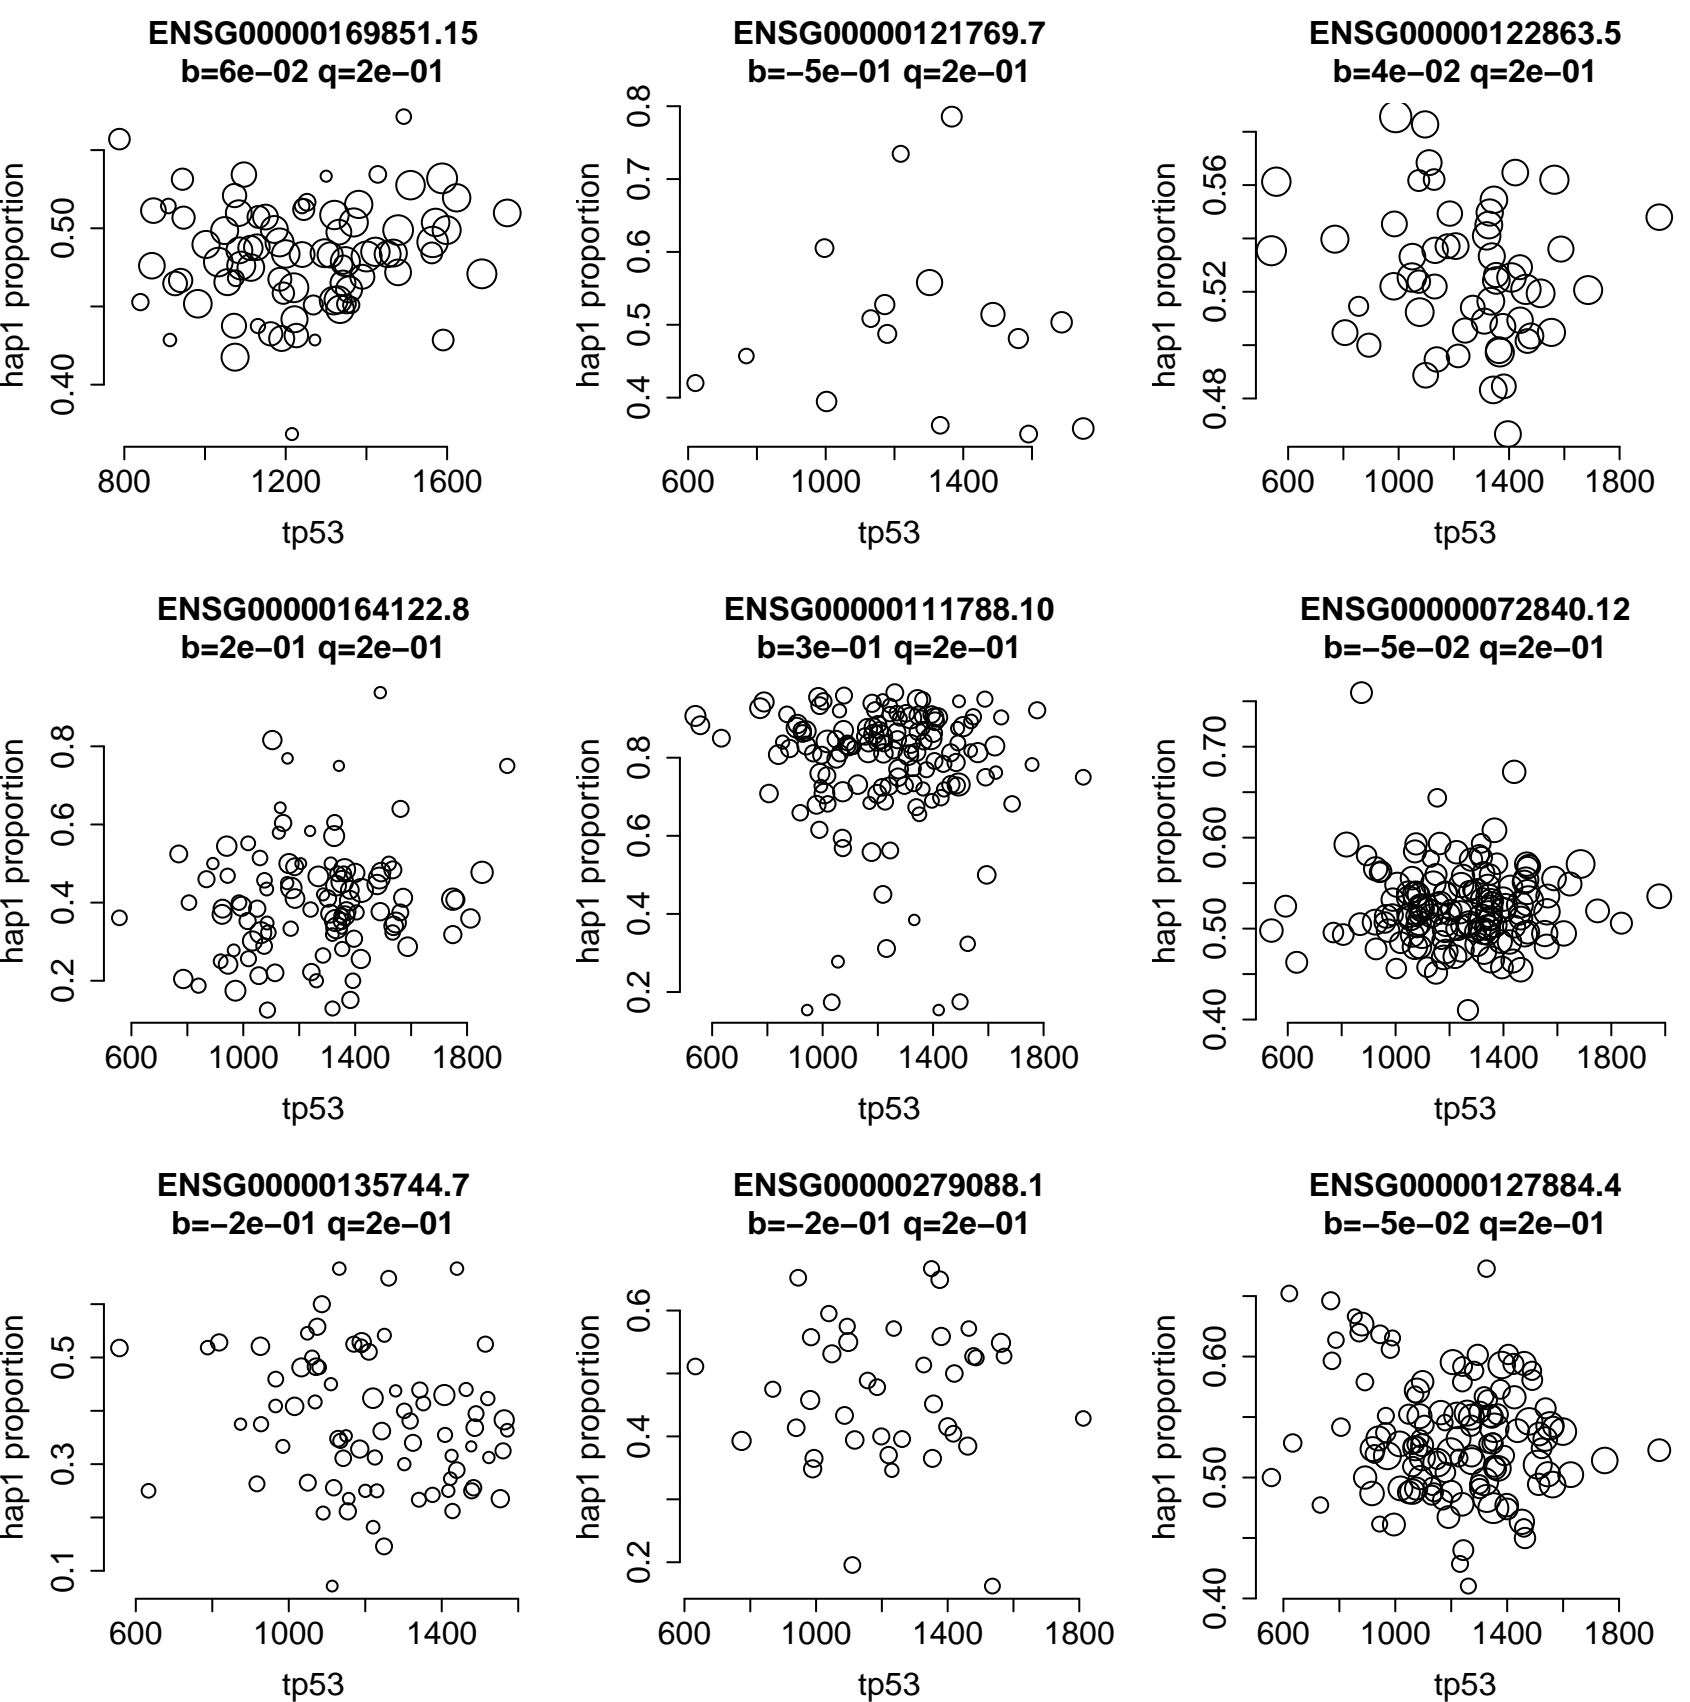 ENSG00000169851.15
b=6e−02 q=2e−01
hap1 proportion
0.40 0.50
800 1200 1600
tp53
ENSG00000121769.7
b=−5e−01 q=2e−01
hap1 proportion
0.4 0.5 0.6 0.7 0.8
600 1000 1400
tp53
ENSG00000122863.5
b=4e−02 q=2e−01
hap1 proportion
0.48 0.52 0.56
600 1000 1400 1800
tp53
ENSG00000164122.8
b=2e−01 q=2e−01
hap1 proportion
0.2 0.4 0.6 0.8
600 1000 1400 1800
tp53
ENSG00000111788.10
b=3e−01 q=2e−01
hap1 proportion
0.2 0.4 0.6 0.8
600 1000 1400 1800
tp53
ENSG00000072840.12
b=−5e−02 q=2e−01
hap1 proportion
0.40 0.50 0.60 0.70
600 1000 1400 1800
tp53
ENSG00000135744.7
b=−2e−01 q=2e−01
hap1 proportion
0.1 0.3 0.5
600 1000 1400
tp53
ENSG00000279088.1
b=−2e−01 q=2e−01
hap1 proportion
0.2 0.4 0.6
600 1000 1400 1800
tp53
ENSG00000127884.4
b=−5e−02 q=2e−01
hap1 proportion
0.40 0.50 0.60
600 1000 1400 1800
tp53